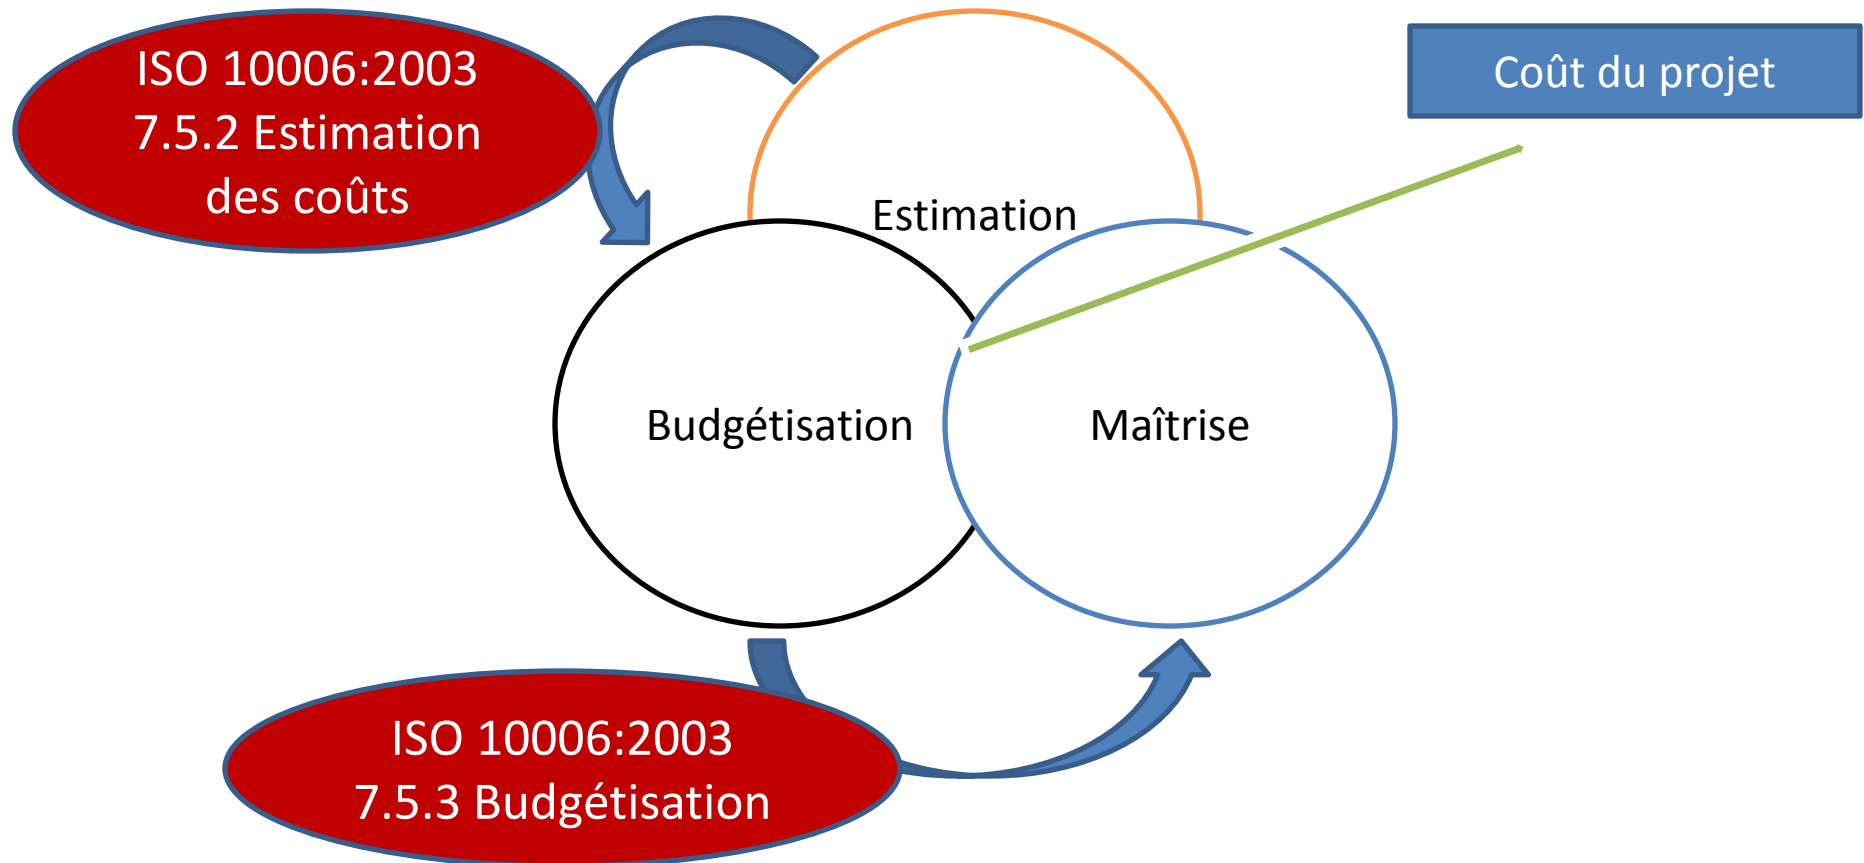 ISO 10006:2003
7.5.2 Estimation
des coûts
Coût du projet
Estimation
Budgétisation
Maîtrise
ISO 10006:2003
7.5.3 Budgétisation